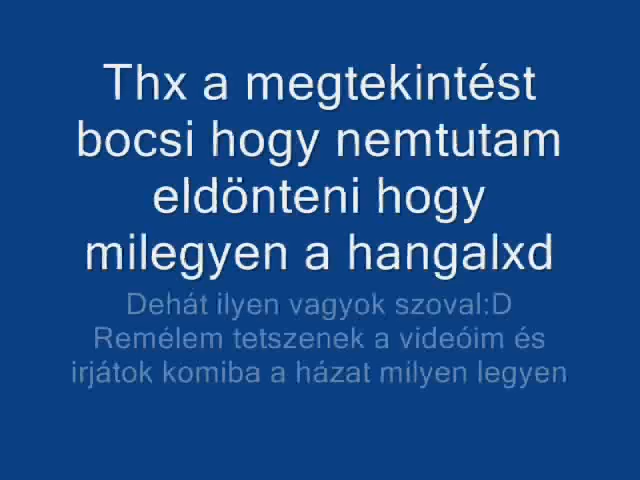 Thx a megtekintést
bocsi hogy nemtutam
eldönteni hogy
milegyen a hangalxd
Dehát ilyen vagyok szoval:D
Remélem tetszenek a videóim és
irjátok komiba a házat milyen legyen